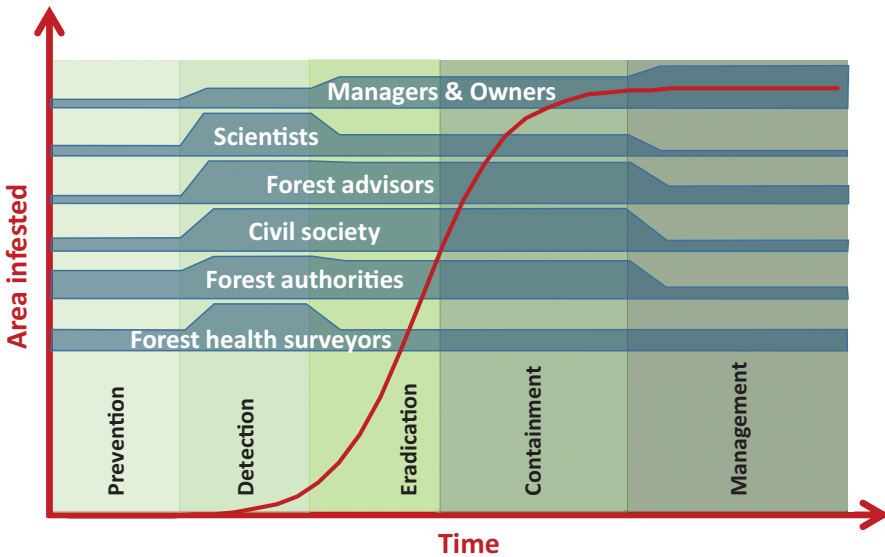 Managers & Owners
Scientists
Forest advisors
Civil society
Forest authorities
Forest health surveyors
Area infested
Prevention
Detection
Eradication
Containment
Management
Time